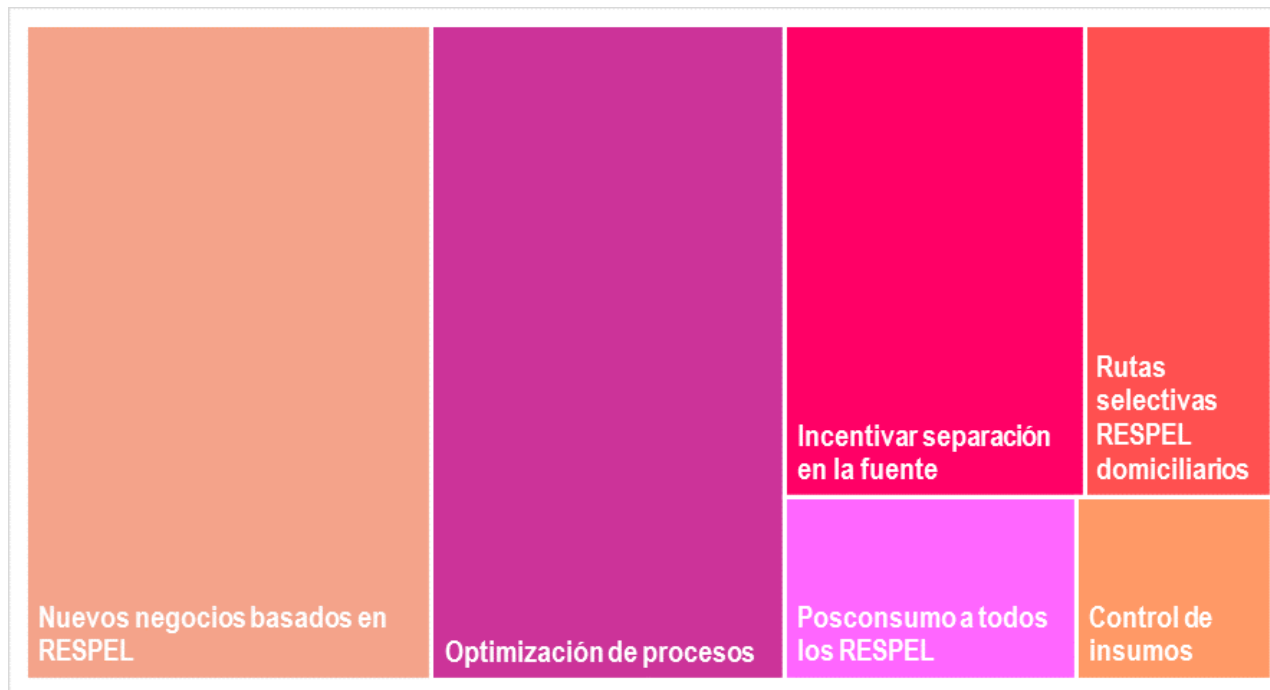 Nuevos negocios basados en
RESPEL
Optimización de procesos
Incentivar separación
en la fuente
Rutas
selectivas
RESPEL
domiciliarios
Posconsumo a todos
los RESPEL
Control de
insumos